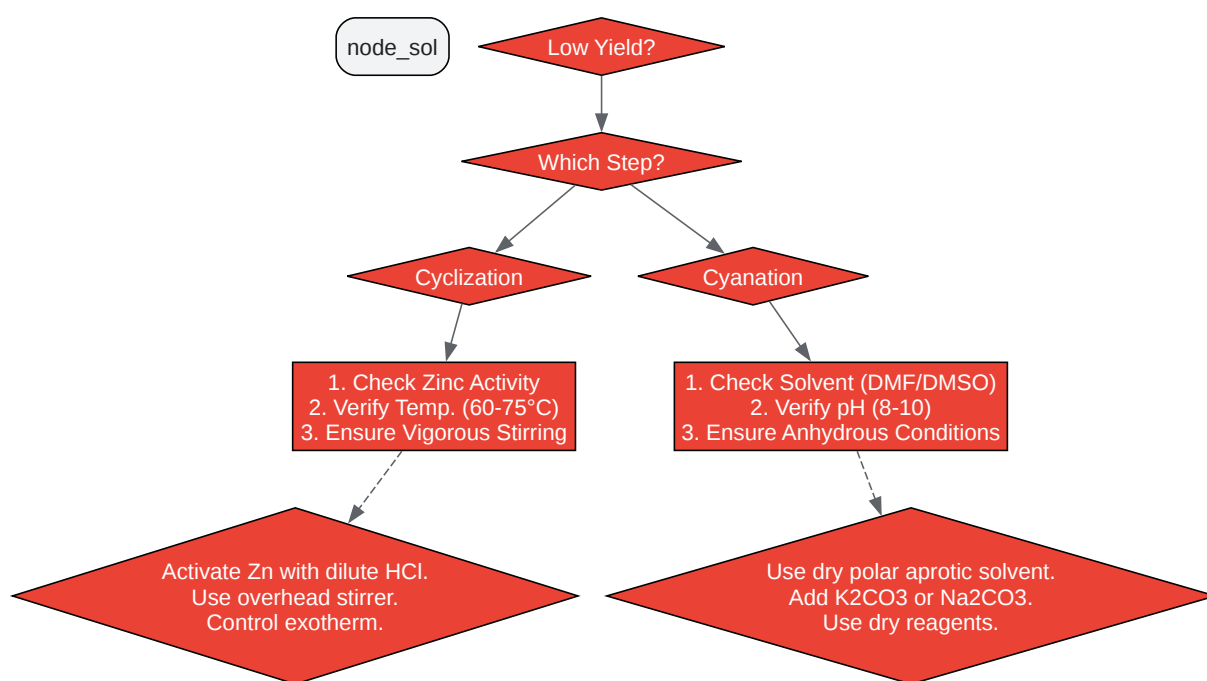 node_sol
Low Yield?
Which Step?
Cyclization
Cyanation
1. Check Zinc Activity
2. Verify Temp. (60-75°C)
3. Ensure Vigorous Stirring
1. Check Solvent (DMF/DMSO)
2. Verify pH (8-10)
3. Ensure Anhydrous Conditions
Activate Zn with dilute HCl.
Use overhead stirrer.
Control exotherm.
Use dry polar aprotic solvent.
Add K2CO3 or Na2CO3.
Use dry reagents.